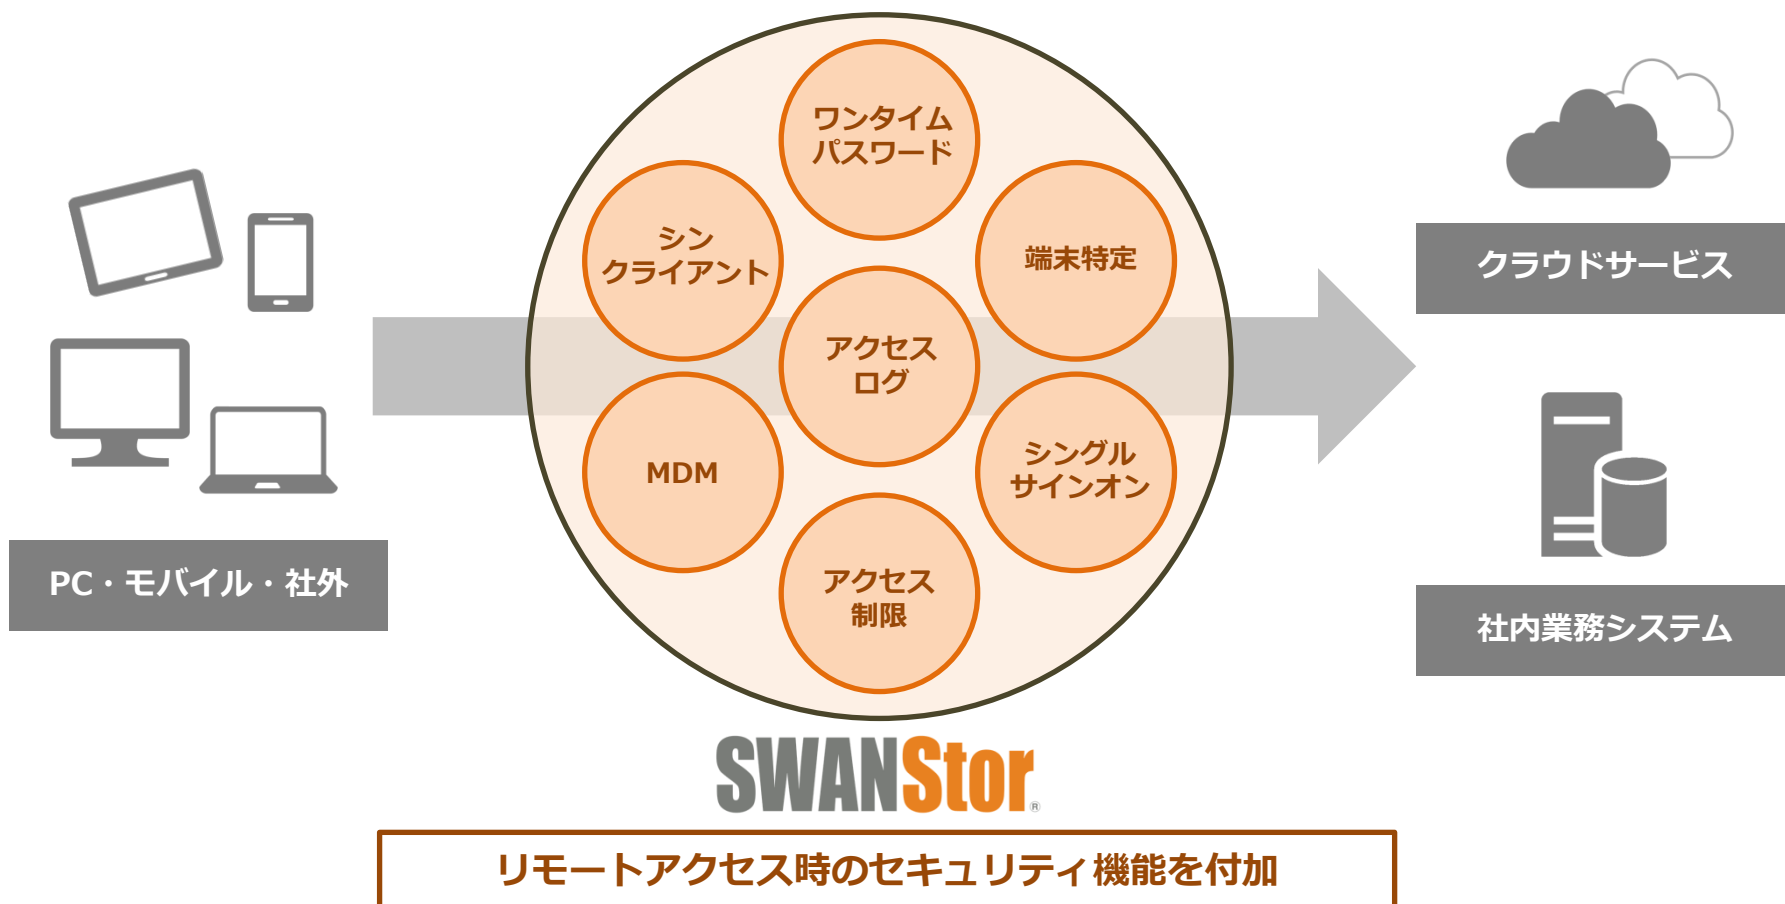 ワンタイム
パスワード
シン
クライアント
端末特定
アクセス
ログ
MDM
シングル
サインオン
アクセス
制限
PC・モバイル・社外
クラウドサービス
社内業務システム
SWANStor®
リモートアクセス時のセキュリティ機能を付加